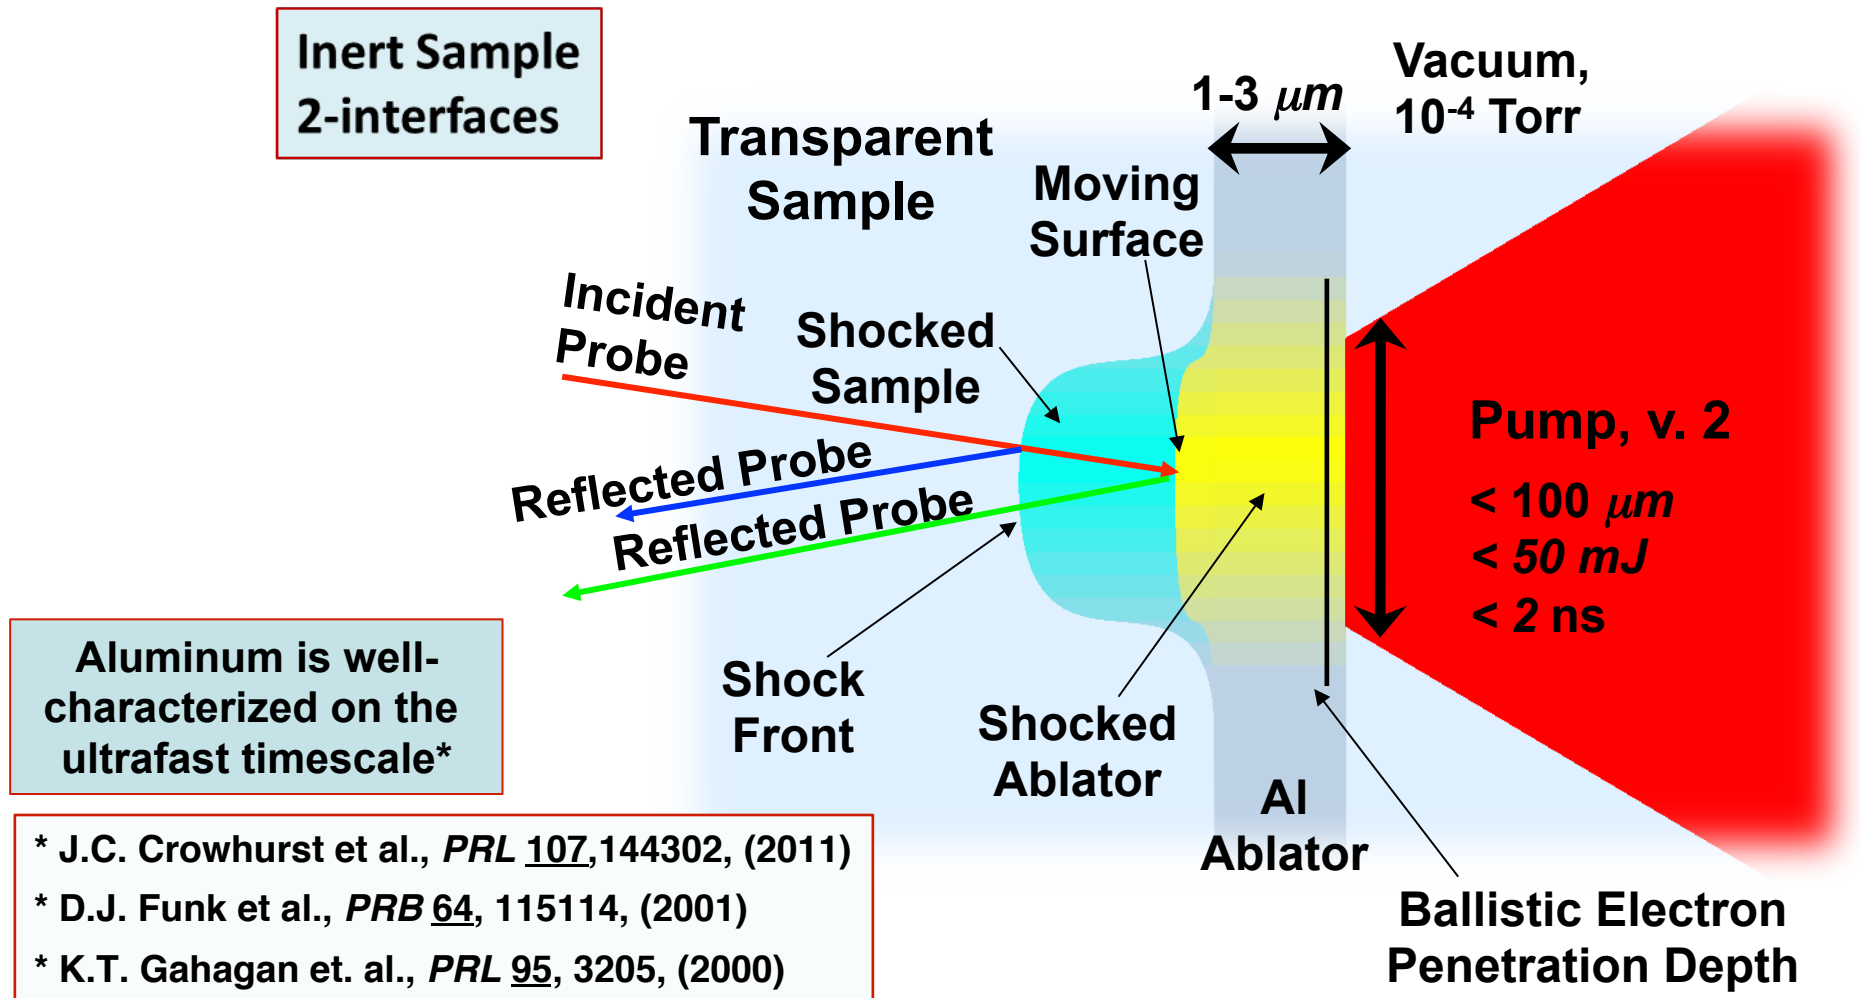 Inert Sample
2-interfaces
Transparent
Sample
1-3 μm
Vacuum,
10⁻⁴ Torr
Moving
Surface
Incident
Probe
Shocked
Sample
Reflected Probe
Reflected Probe
Pump, v. 2
< 100 μm
< 50 mJ
< 2 ns
Shock
Front
Shocked
Ablator
Al
Ablator
Ballistic Electron
Penetration Depth
Aluminum is well-
characterized on the
ultrafast timescale*
* J.C. Crowhurst et al., PRL 107,144302, (2011)
* D.J. Funk et al., PRB 64, 115114, (2001)
* K.T. Gahagan et. al., PRL 95, 3205, (2000)